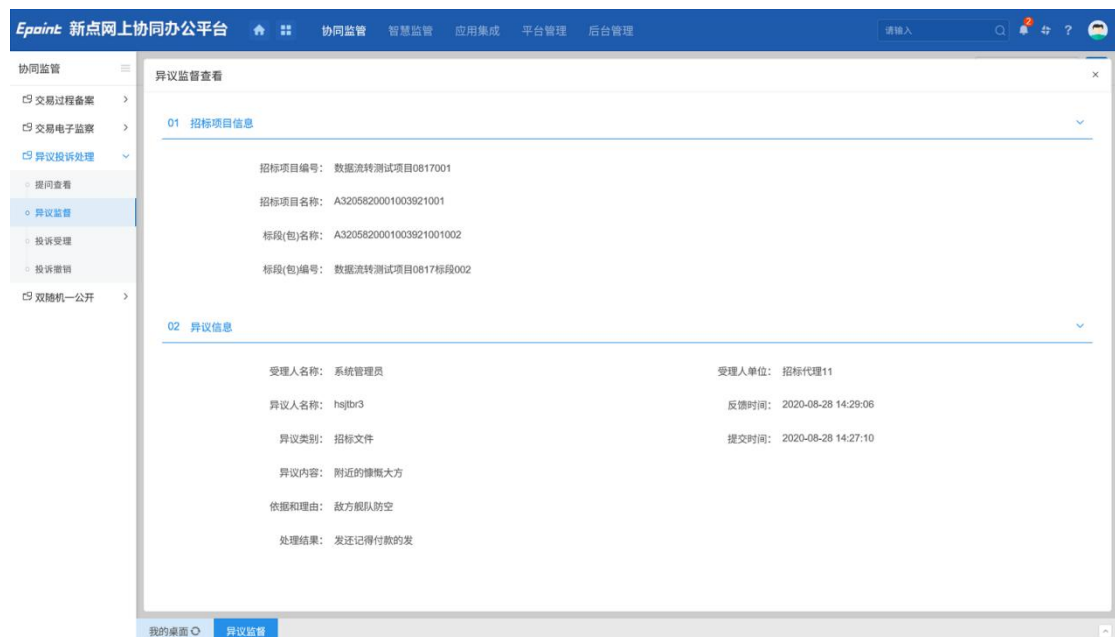 Epoint 新点网上协同办公平台 协同监管 智慧监管 应用集成 平台管理 后台管理 请输入 2 ?
协同监管
异议监督查看
交易过程备案
01 招标项目信息
交易电子监察
异议投诉处理
招标项目编号： 数据流转测试项目0817001
提问查看
招标项目名称： A3205820001003921001
异议监督
标段(包)名称： A3205820001003921001002
投诉受理
标段(包)编号： 数据流转测试项目0817标段002
投诉撤销
双随机一公开
02 异议信息
受理人名称： 系统管理员 受理人单位： 招标代理11
异议人名称： hsjtbr3 反馈时间： 2020-08-28 14:29:06
异议类别： 招标文件 提交时间： 2020-08-28 14:27:10
异议内容： 附近的慷慨大方
依据和理由： 敌方舰队防空
处理结果： 发还记得付款的发
我的桌面 异议监督